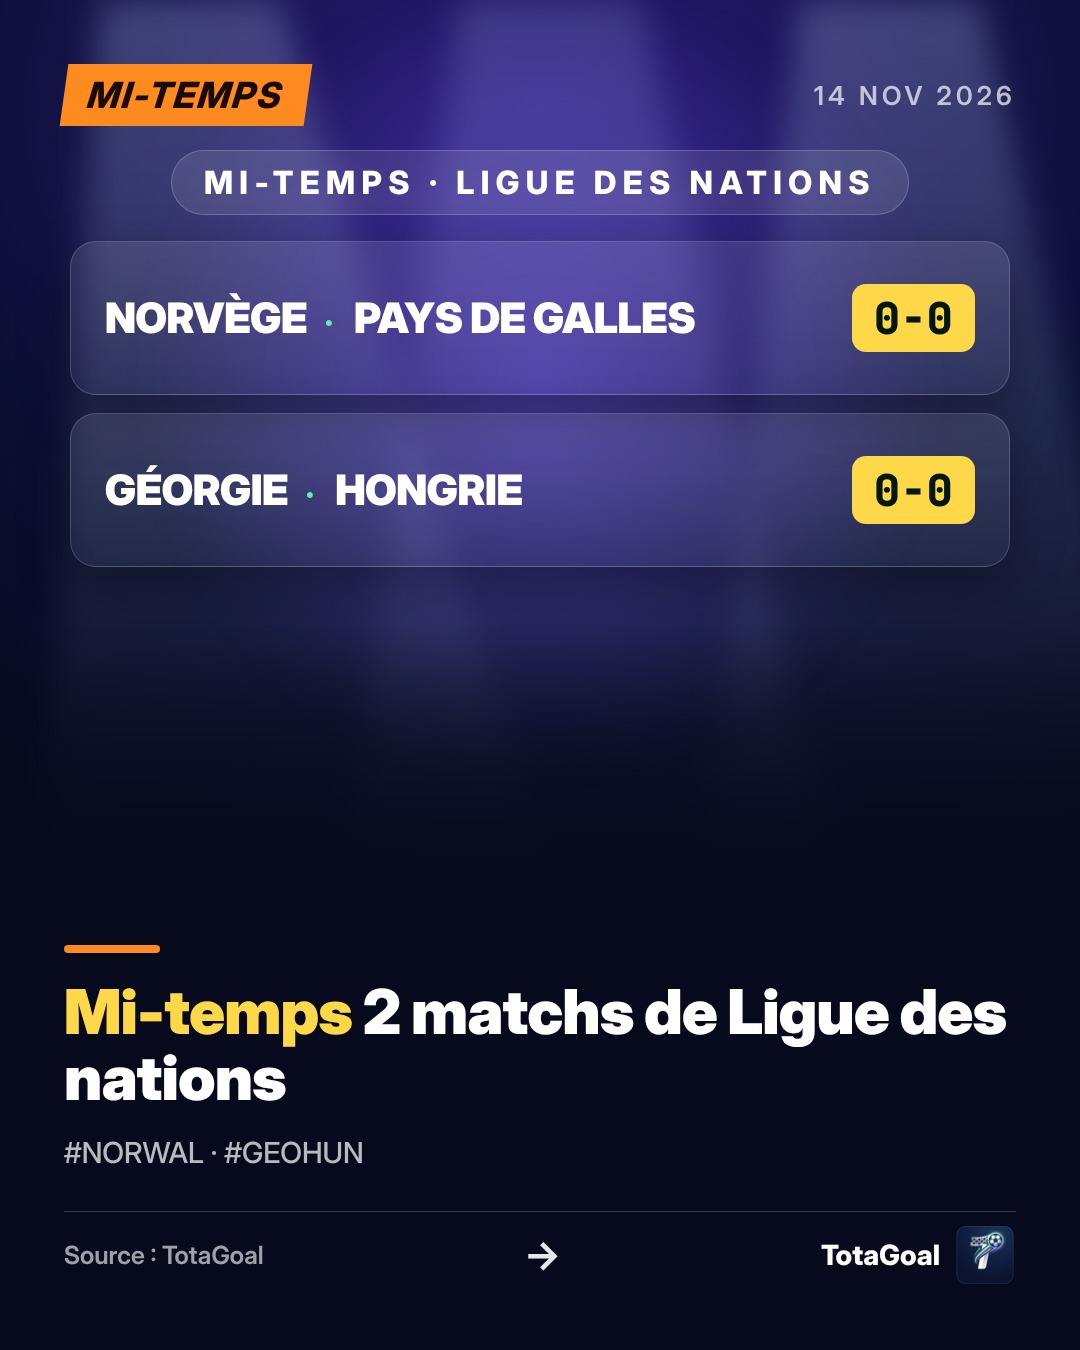 MI-TEMPS
14 NOV 2026
MI-TEMPS · LIGUE DES NATIONS
NORVÈGE · PAYS DE GALLES 0-0
GÉORGIE · HONGRIE 0-0
Mi-temps 2 matchs de Ligue des
nations
#NORWAL · #GEOHUN
Source : TotaGoal → TotaGoal